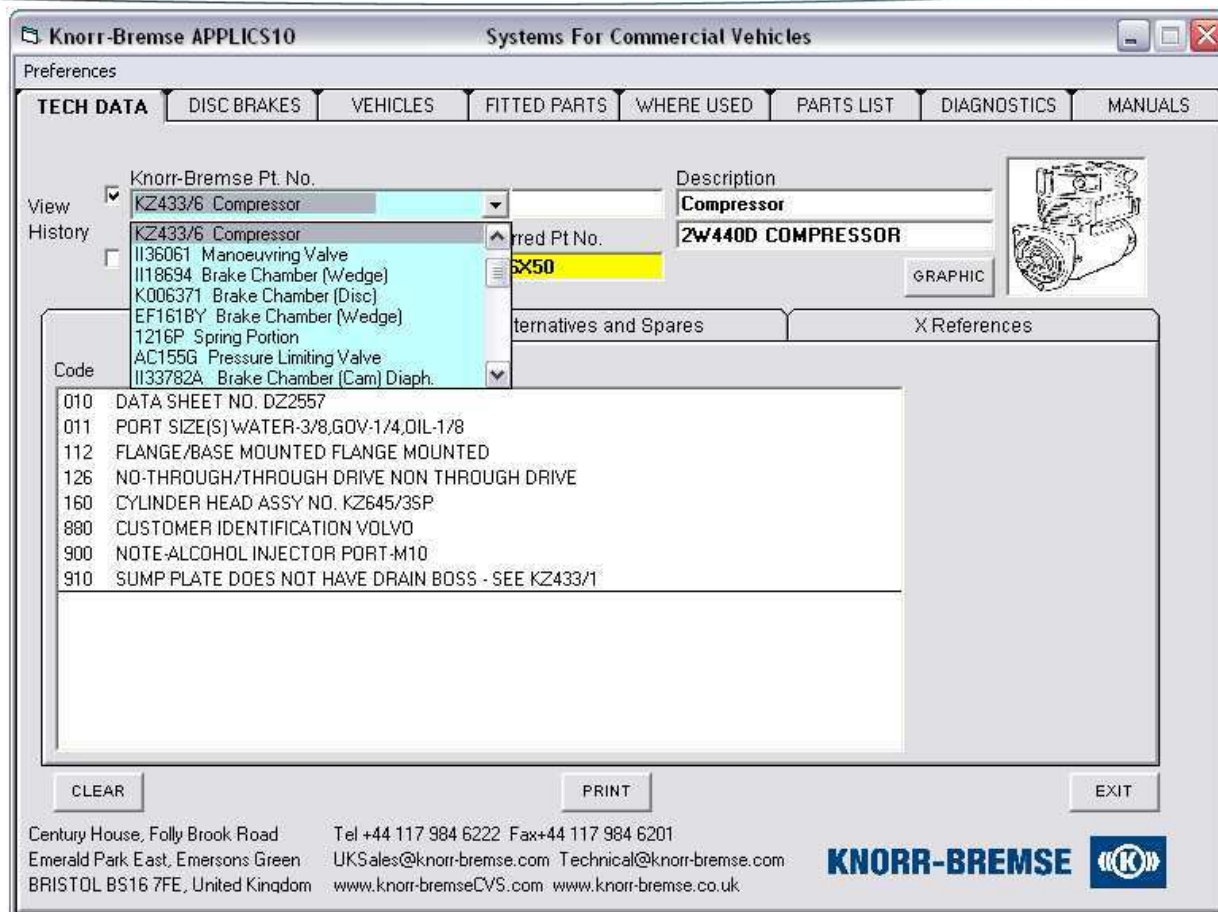 Knorr-Bremse APPLICS10 Systems For Commercial Vehicles
Preferences
TECH DATA DISC BRAKES VEHICLES FITTED PARTS WHERE USED PARTS LIST DIAGNOSTICS MANUALS
Knorr-Bremse Pt. No. Description
View
History
KZ433/6 Compressor
Compressor
2W440D COMPRESSOR
rred Pt No.
6X50
GRAPHIC
KZ433/6 Compressor
II36061 Manoeuvring Valve
II18694 Brake Chamber (Wedge)
K006371 Brake Chamber (Disc)
EF161BY Brake Chamber (Wedge)
1216P Spring Portion
AC155G Pressure Limiting Valve
II33782A Brake Chamber (Cam) Diaph.
ternatives and Spares X References
Code
010 DATA SHEET NO. DZ2557
011 PORT SIZE(S) WATER-3/8,GOV-1/4,OIL-1/8
112 FLANGE/BASE MOUNTED FLANGE MOUNTED
126 NO-THROUGH/THROUGH DRIVE NON THROUGH DRIVE
160 CYLINDER HEAD ASSY NO. KZ645/3SP
880 CUSTOMER IDENTIFICATION VOLVO
900 NOTE-ALCOHOL INJECTOR PORT-M10
910 SUMP PLATE DOES NOT HAVE DRAIN BOSS - SEE KZ433/1
CLEAR PRINT EXIT
Century House, Folly Brook Road Tel +44 117 984 6222 Fax+44 117 984 6201
Emerald Park East, Emersons Green UKSales@knorr-bremse.com Technical@knorr-bremse.com
BRISTOL BS16 7FE, United Kingdom www.knorr-bremseCVS.com www.knorr-bremse.co.uk
KNORR-BREMSE ((K))